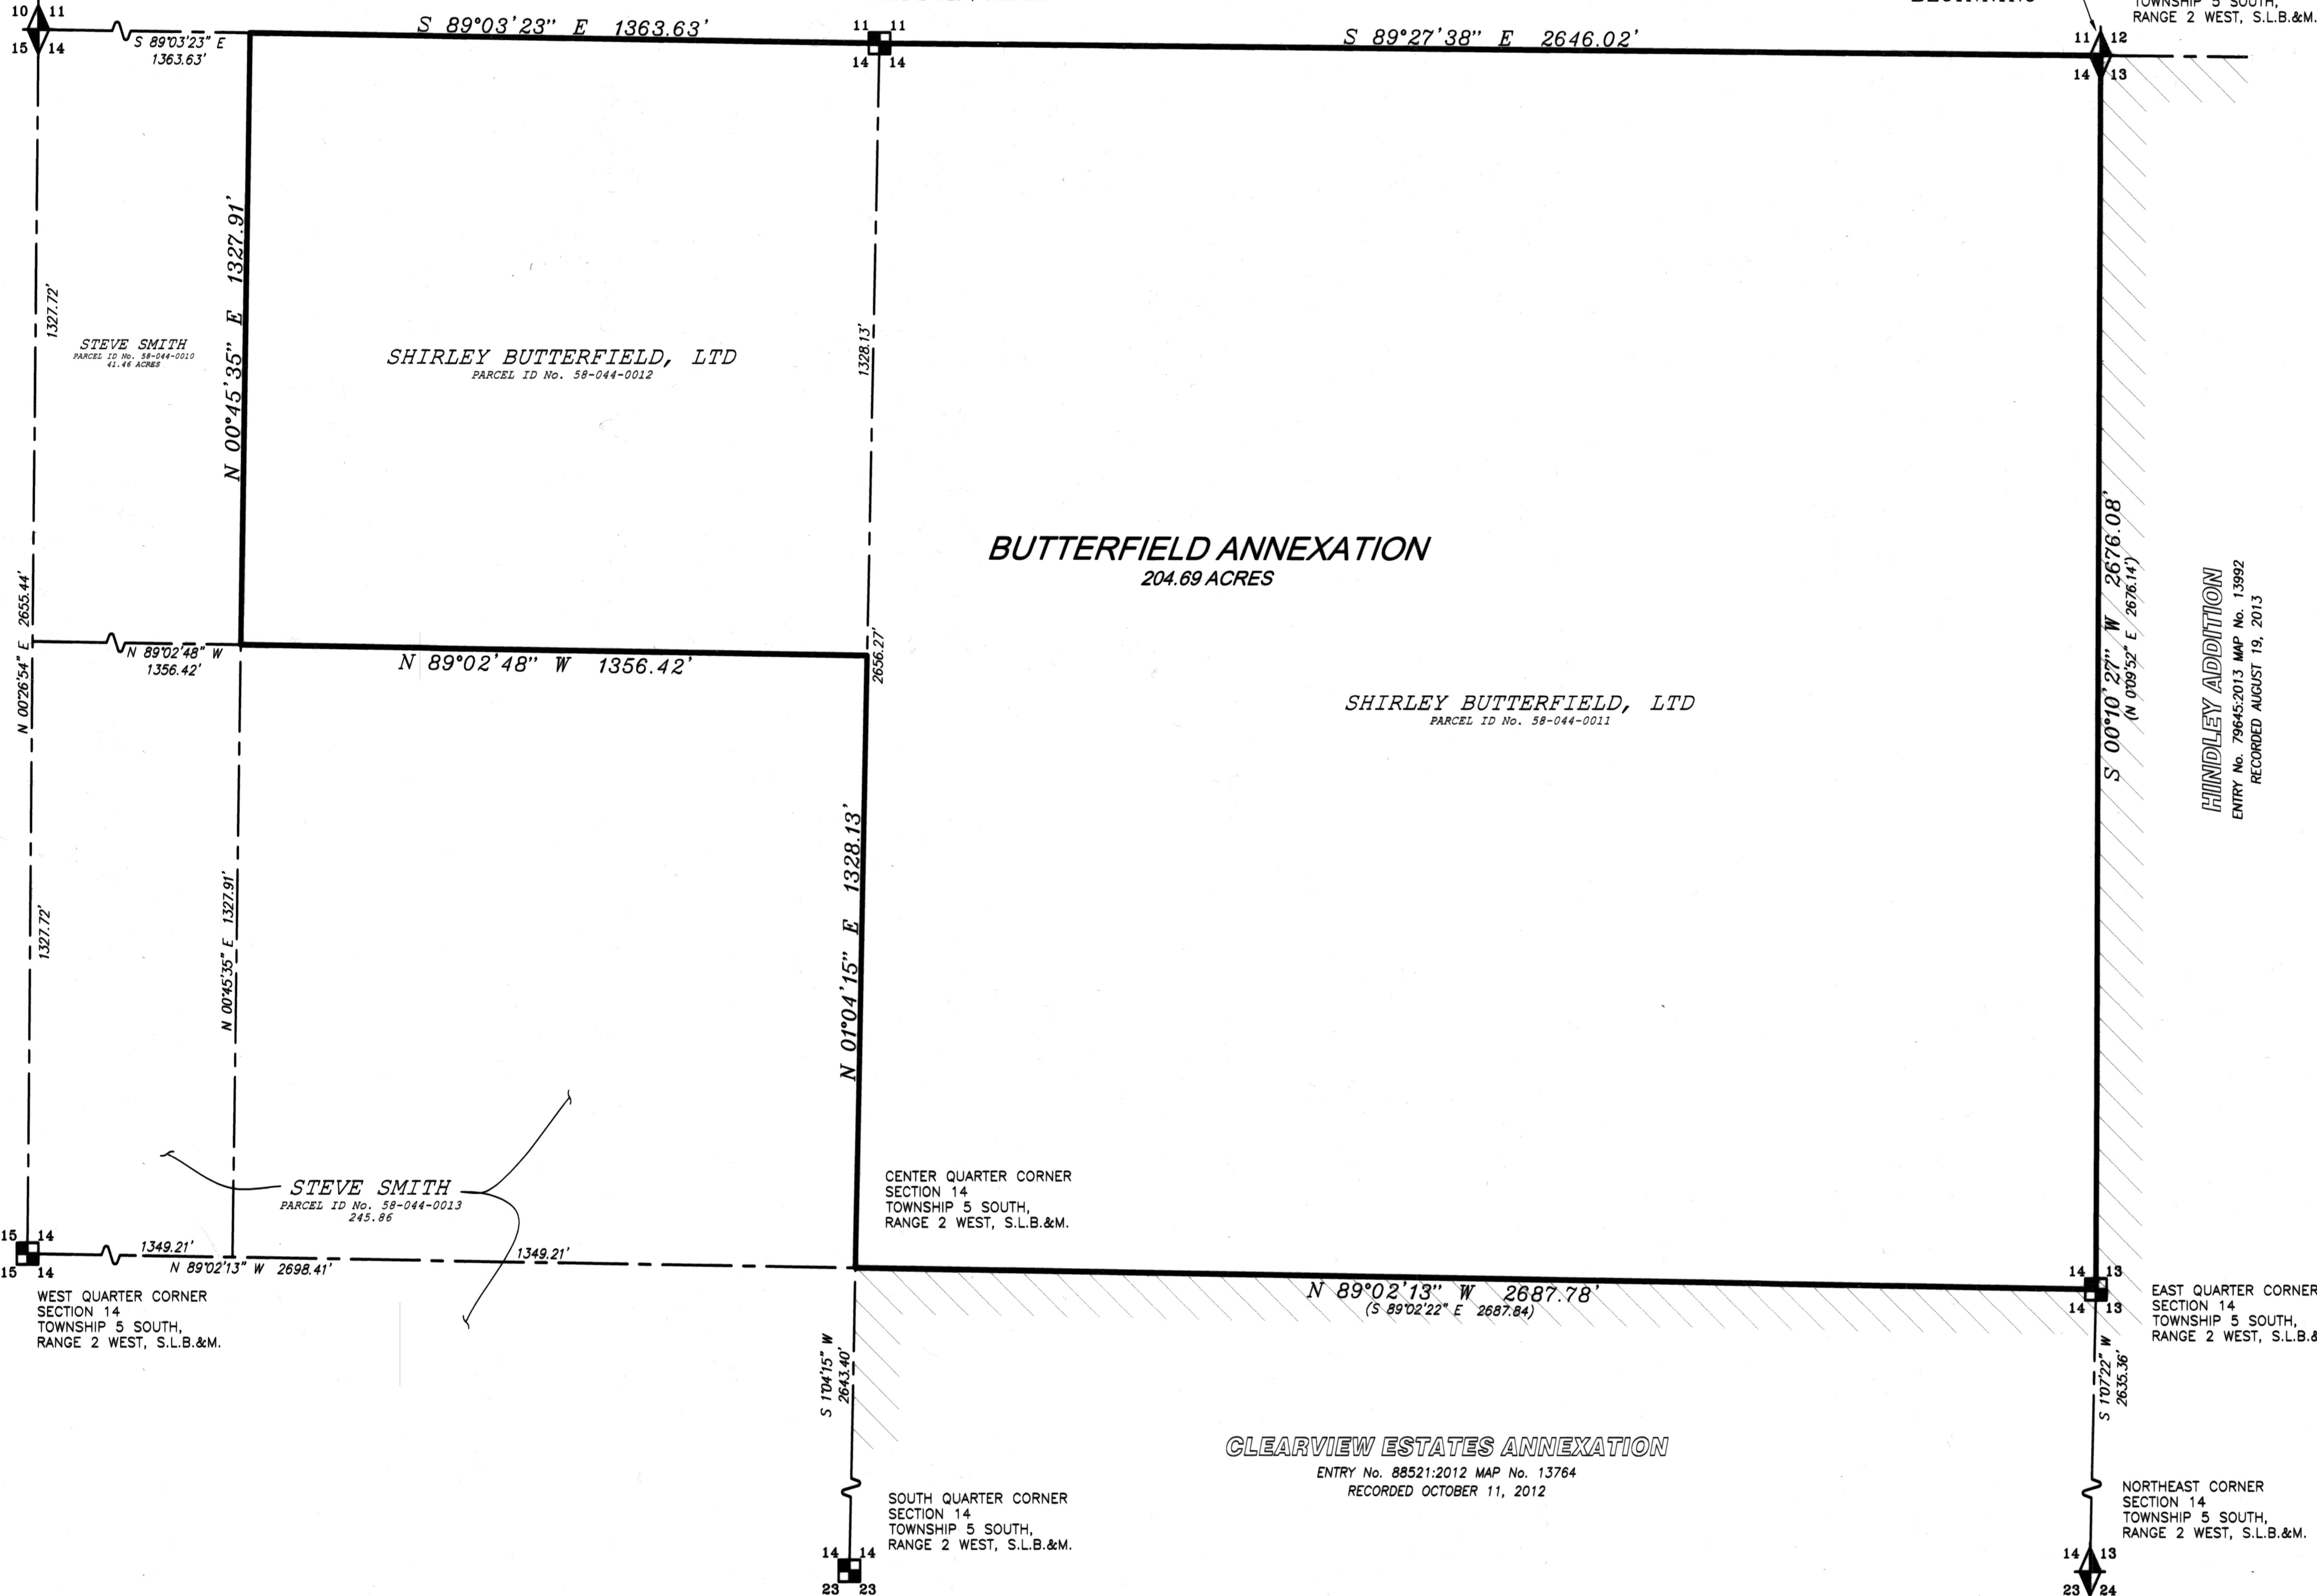 TOWNSHIP 5 SOUTH,
RANGE 2 WEST, S.L.B.&M.
10 11
15 14
S 89°03'23" E
1363.63'
S 89°03'23" E 1363.63'
11 11
14 14
S 89°27'38" E 2646.02'
11 12
14 13
1327.72'
N 00°45'35" E 1327.91'
1328.13'
STEVE SMITH
PARCEL ID No. 58-044-0010
41.46 ACRES
SHIRLEY BUTTERFIELD, LTD
PARCEL ID No. 58-044-0012
BUTTERFIELD ANNEXATION
204.69 ACRES
S 00°10'27" W 2676.08'
(N 0°09'52" E 2676.14')
HINDLEY ADDITION
ENTRY No. 79645:2013 MAP No. 13992
RECORDED AUGUST 19, 2013
N 00°26'54" E 2655.44'
N 89°02'48" W
1356.42'
N 89°02'48" W 1356.42'
2656.27'
SHIRLEY BUTTERFIELD, LTD
PARCEL ID No. 58-044-0011
1327.72'
N 00°45'35" E 1327.91'
N 01°04'15" E 1328.13'
STEVE SMITH
PARCEL ID No. 58-044-0013
245.86
CENTER QUARTER CORNER
SECTION 14
TOWNSHIP 5 SOUTH,
RANGE 2 WEST, S.L.B.&M.
15 14
15 14
1349.21'
1349.21'
N 89°02'13" W 2698.41'
WEST QUARTER CORNER
SECTION 14
TOWNSHIP 5 SOUTH,
RANGE 2 WEST, S.L.B.&M.
N 89°02'13" W 2687.78'
(S 89°02'22" E 2687.84)
14 13
14 13
EAST QUARTER CORNER
SECTION 14
TOWNSHIP 5 SOUTH,
RANGE 2 WEST, S.L.B.&
S 1°04'15" W
2643.40'
S 1°07'22" W
2635.36'
CLEARVIEW ESTATES ANNEXATION
ENTRY No. 88521:2012 MAP No. 13764
RECORDED OCTOBER 11, 2012
SOUTH QUARTER CORNER
SECTION 14
TOWNSHIP 5 SOUTH,
RANGE 2 WEST, S.L.B.&M.
14 14
23 23
NORTHEAST CORNER
SECTION 14
TOWNSHIP 5 SOUTH,
RANGE 2 WEST, S.L.B.&M.
14 13
23 24